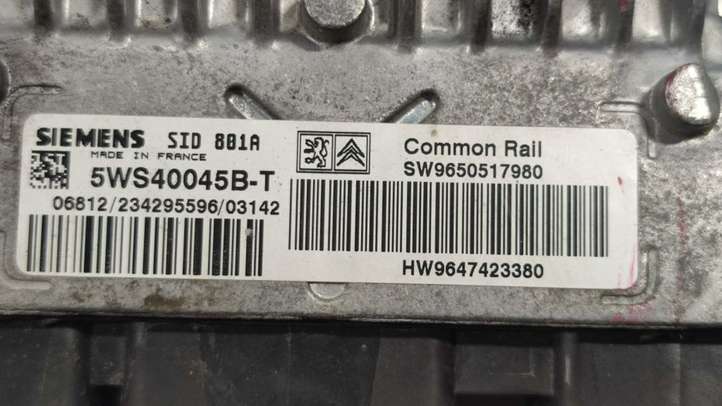 SIEMENS SID 801A
MADE IN FRANCE
5WS40045B-T
06812/234295596/03142
Common Rail
SW9650517980
HW9647423380